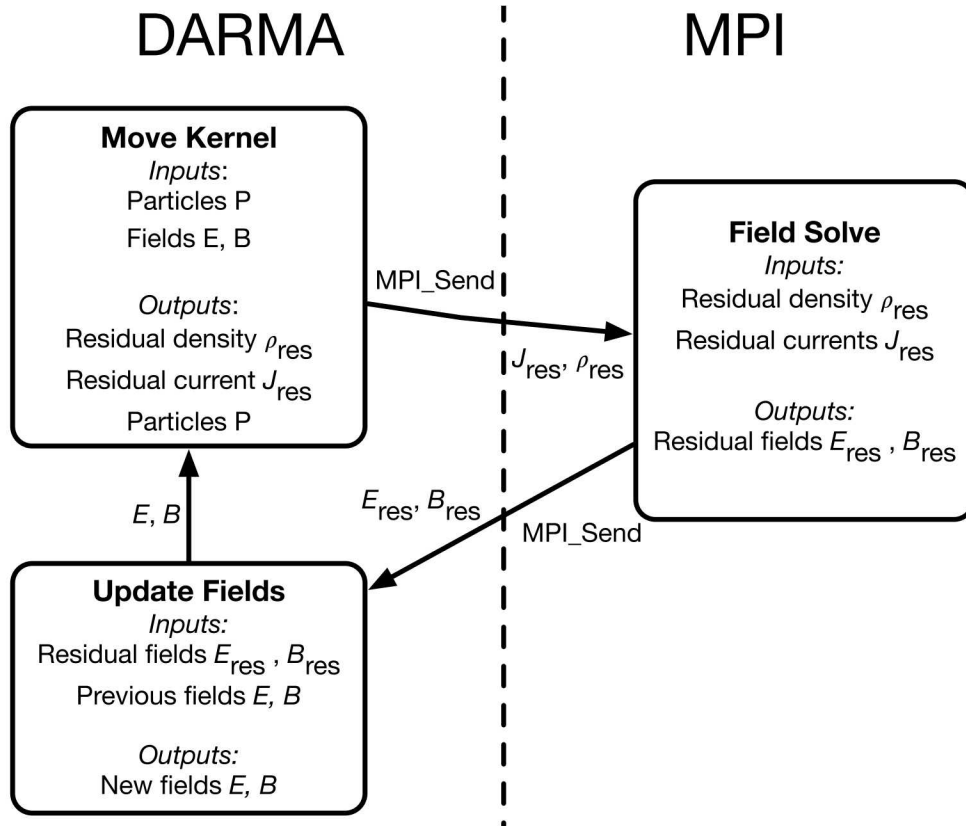 DARMA
MPI
Move Kernel
Inputs:
Particles P
Fields E, B
Outputs:
Residual density ρres
Residual current Jres
Particles P
MPI_Send
Jres, ρres
Field Solve
Inputs:
Residual density ρres
Residual currents Jres
Outputs:
Residual fields Eres , Bres
Eres, Bres
MPI_Send
E, B
Update Fields
Inputs:
Residual fields Eres , Bres
Previous fields E, B
Outputs:
New fields E, B